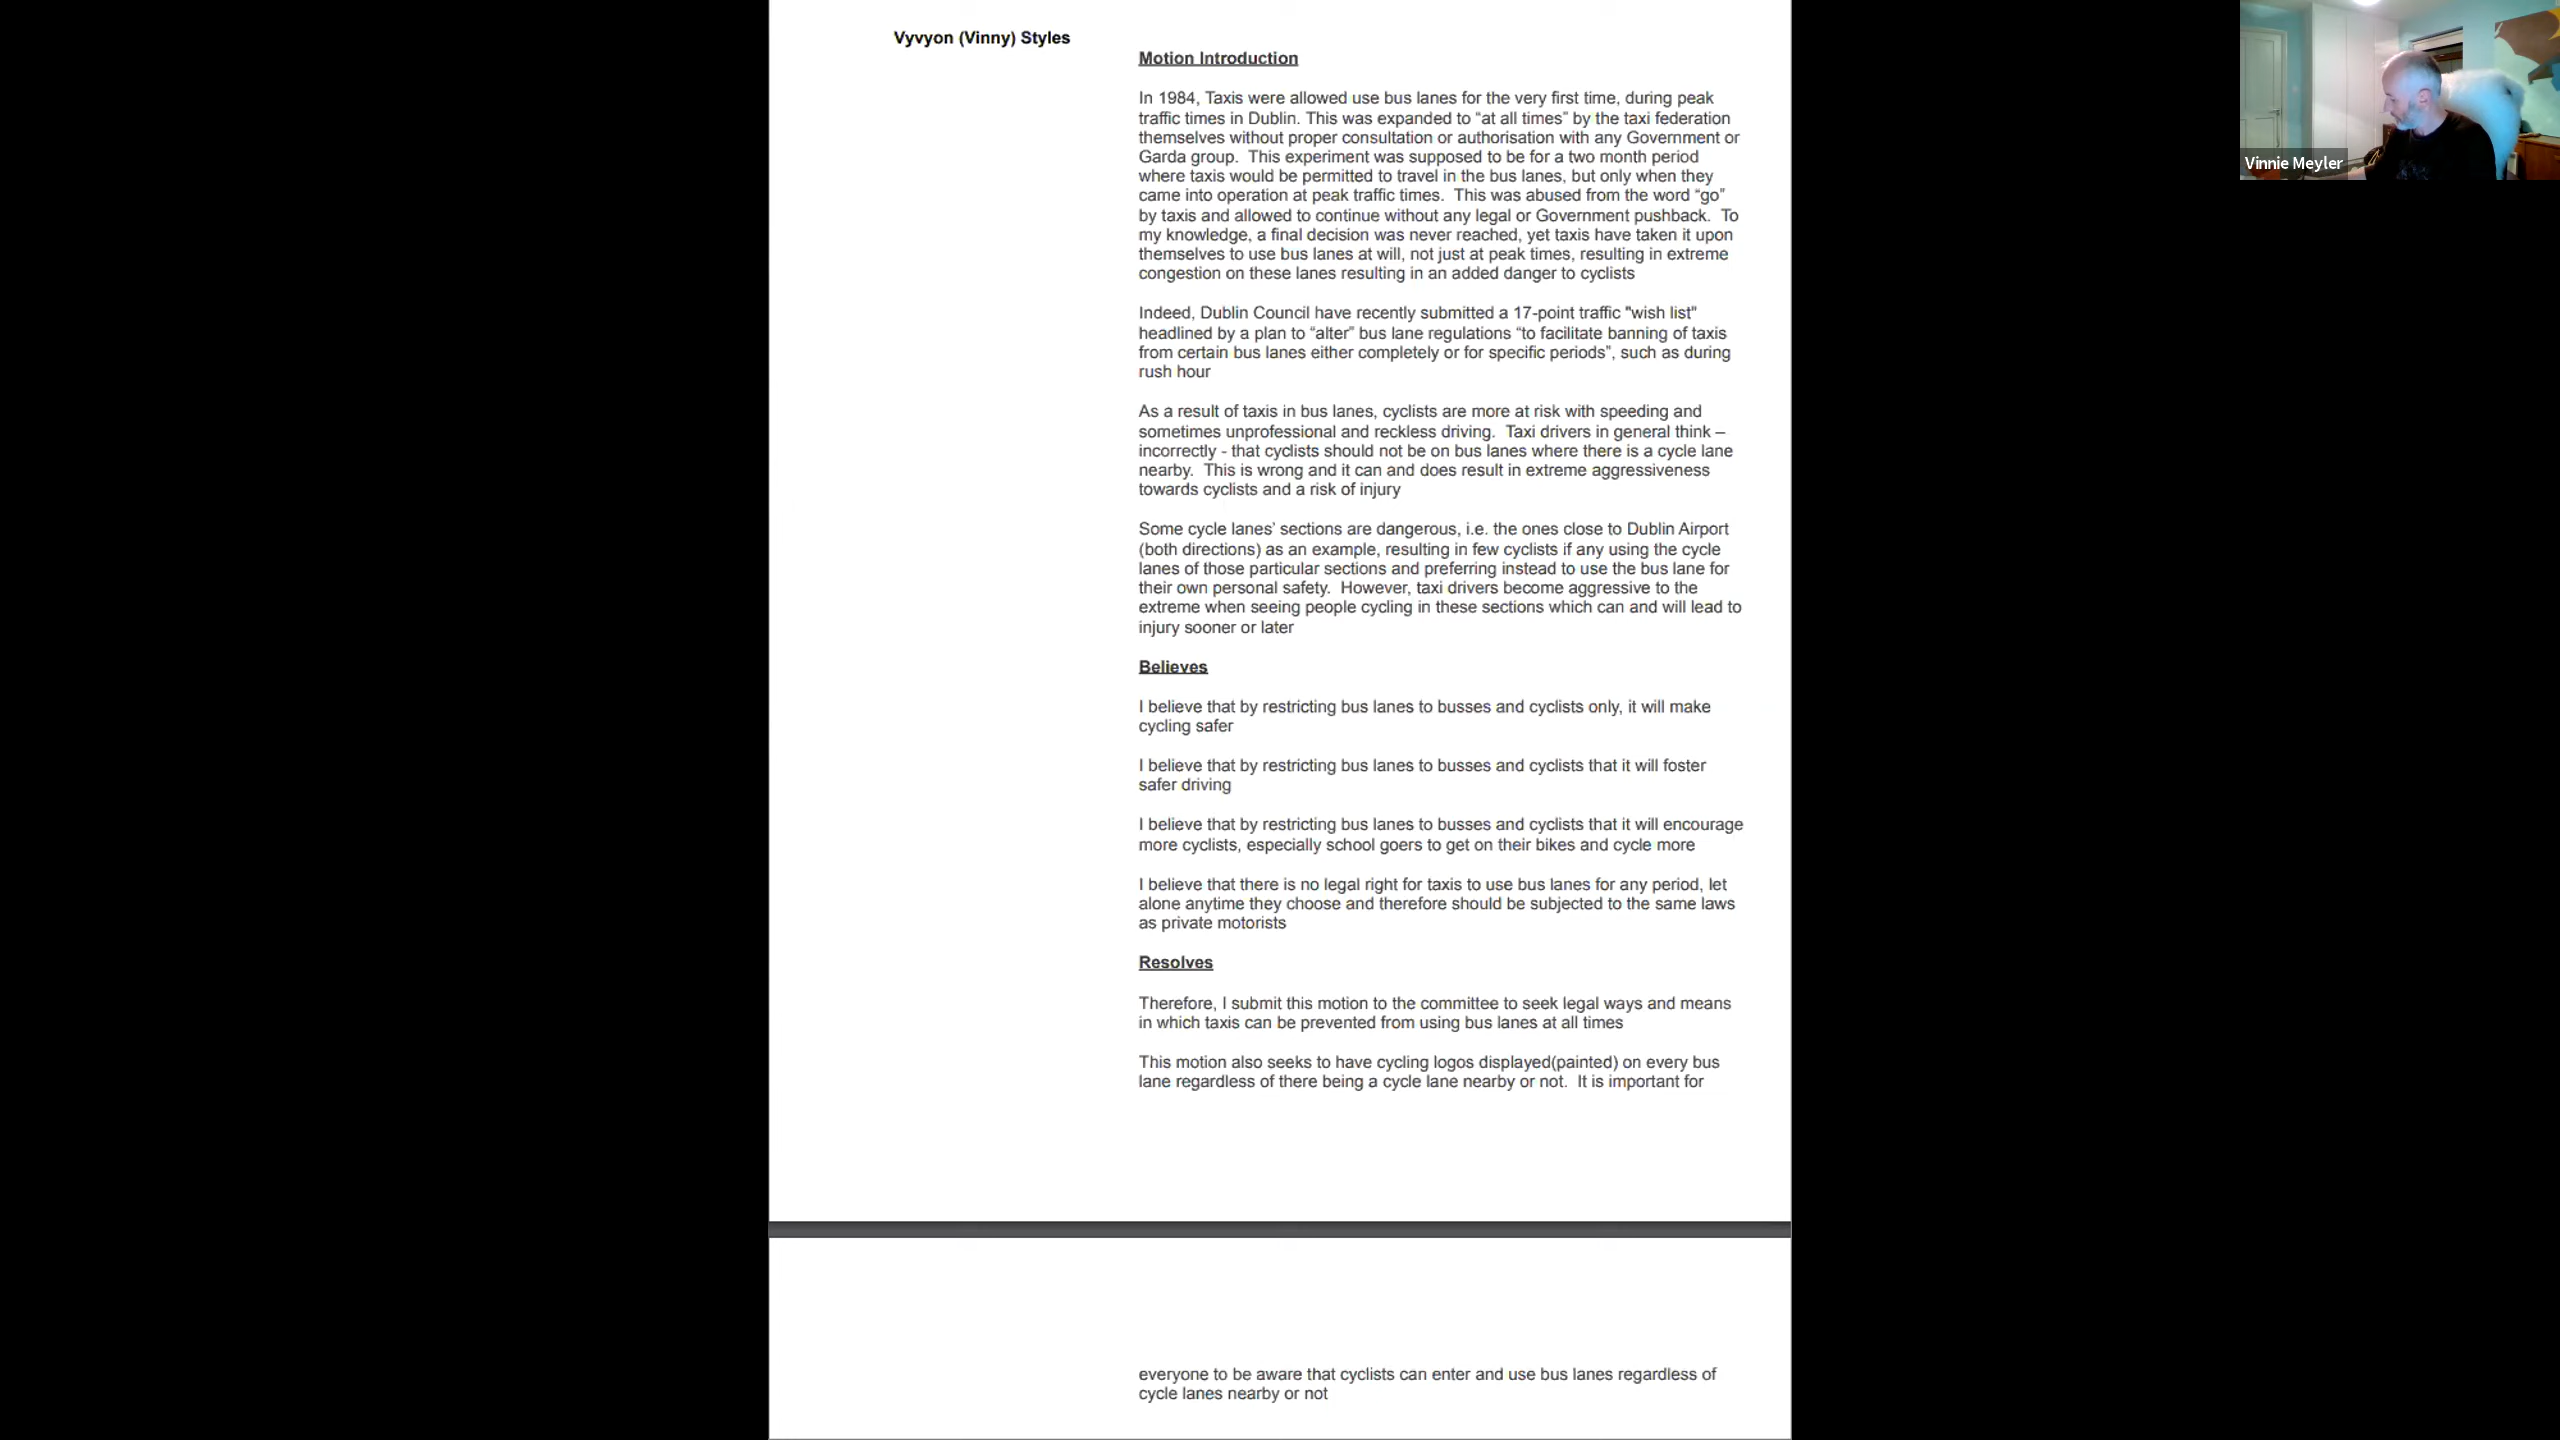 Vyvyon (Vinny) Styles
Motion Introduction
In 1984, Taxis were allowed use bus lanes for the very first time, during peak
traffic times in Dublin. This was expanded to “at all times” by the taxi federation
themselves without proper consultation or authorisation with any Government or
Garda group.  This experiment was supposed to be for a two month period
where taxis would be permitted to travel in the bus lanes, but only when they
came into operation at peak traffic times.  This was abused from the word “go”
by taxis and allowed to continue without any legal or Government pushback.  To
my knowledge, a final decision was never reached, yet taxis have taken it upon
themselves to use bus lanes at will, not just at peak times, resulting in extreme
congestion on these lanes resulting in an added danger to cyclists
Indeed, Dublin Council have recently submitted a 17-point traffic "wish list"
headlined by a plan to “alter” bus lane regulations “to facilitate banning of taxis
from certain bus lanes either completely or for specific periods”, such as during
rush hour
As a result of taxis in bus lanes, cyclists are more at risk with speeding and
sometimes unprofessional and reckless driving.  Taxi drivers in general think –
incorrectly - that cyclists should not be on bus lanes where there is a cycle lane
nearby.  This is wrong and it can and does result in extreme aggressiveness
towards cyclists and a risk of injury
Some cycle lanes’ sections are dangerous, i.e. the ones close to Dublin Airport
(both directions) as an example, resulting in few cyclists if any using the cycle
lanes of those particular sections and preferring instead to use the bus lane for
their own personal safety.  However, taxi drivers become aggressive to the
extreme when seeing people cycling in these sections which can and will lead to
injury sooner or later
Believes
I believe that by restricting bus lanes to busses and cyclists only, it will make
cycling safer
I believe that by restricting bus lanes to busses and cyclists that it will foster
safer driving
I believe that by restricting bus lanes to busses and cyclists that it will encourage
more cyclists, especially school goers to get on their bikes and cycle more
I believe that there is no legal right for taxis to use bus lanes for any period, let
alone anytime they choose and therefore should be subjected to the same laws
as private motorists
Resolves
Therefore, I submit this motion to the committee to seek legal ways and means
in which taxis can be prevented from using bus lanes at all times
This motion also seeks to have cycling logos displayed(painted) on every bus
lane regardless of there being a cycle lane nearby or not.  It is important for
everyone to be aware that cyclists can enter and use bus lanes regardless of
cycle lanes nearby or not
Vinnie Meyler